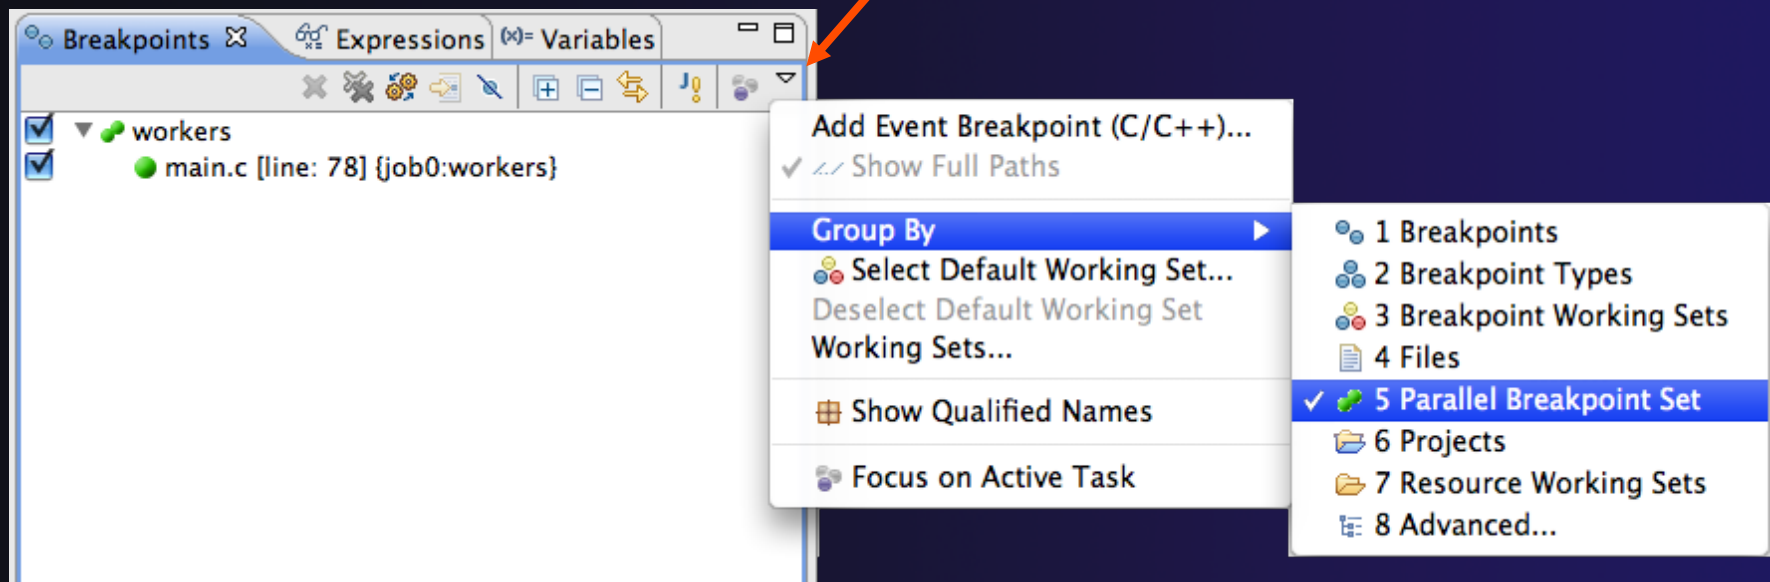 Breakpoints Expressions (x)= Variables
workers
main.c [line: 78] {job0:workers}
Add Event Breakpoint (C/C++)...
Show Full Paths
Group By
Select Default Working Set...
Deselect Default Working Set
Working Sets...
Show Qualified Names
Focus on Active Task
1 Breakpoints
2 Breakpoint Types
3 Breakpoint Working Sets
4 Files
5 Parallel Breakpoint Set
6 Projects
7 Resource Working Sets
8 Advanced...